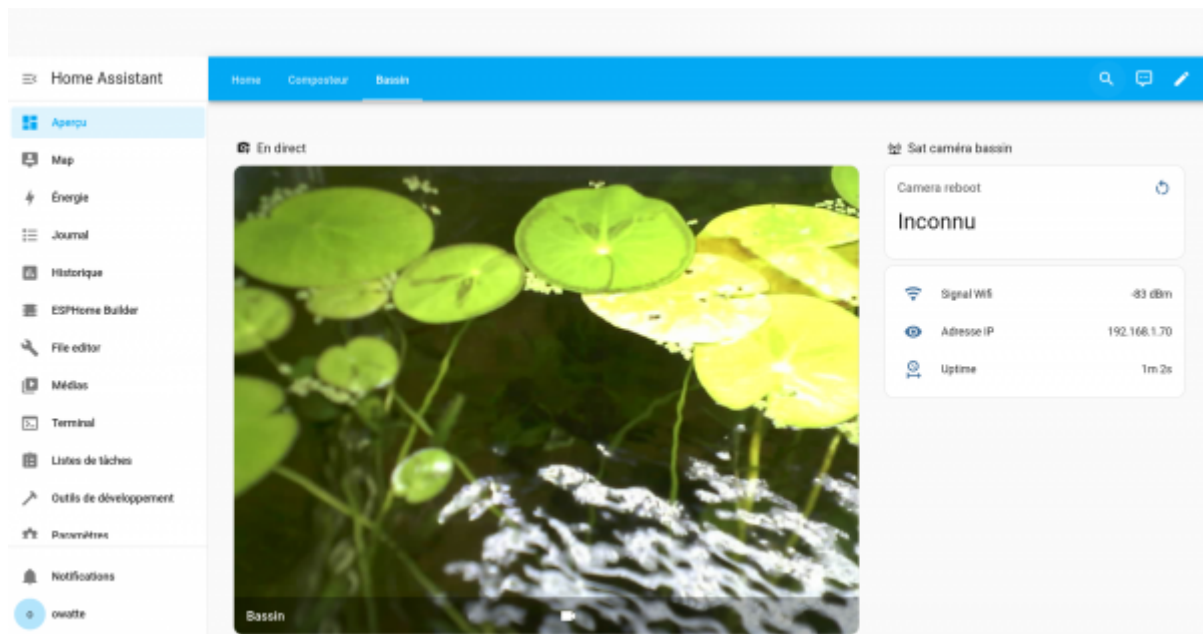 Home Assistant
Home Composteur Bassin
Aperçu
Map
Énergie
Journal
Historique
ESPHome Builder
File editor
Médias
Terminal
Listes de tâches
Outils de développement
Paramètres
Notifications
o owatte
En direct
Bassin
Sat caméra bassin
Camera reboot
Inconnu
Signal Wifi -83 dBm
Adresse IP 192.168.1.70
Uptime 1m 2s